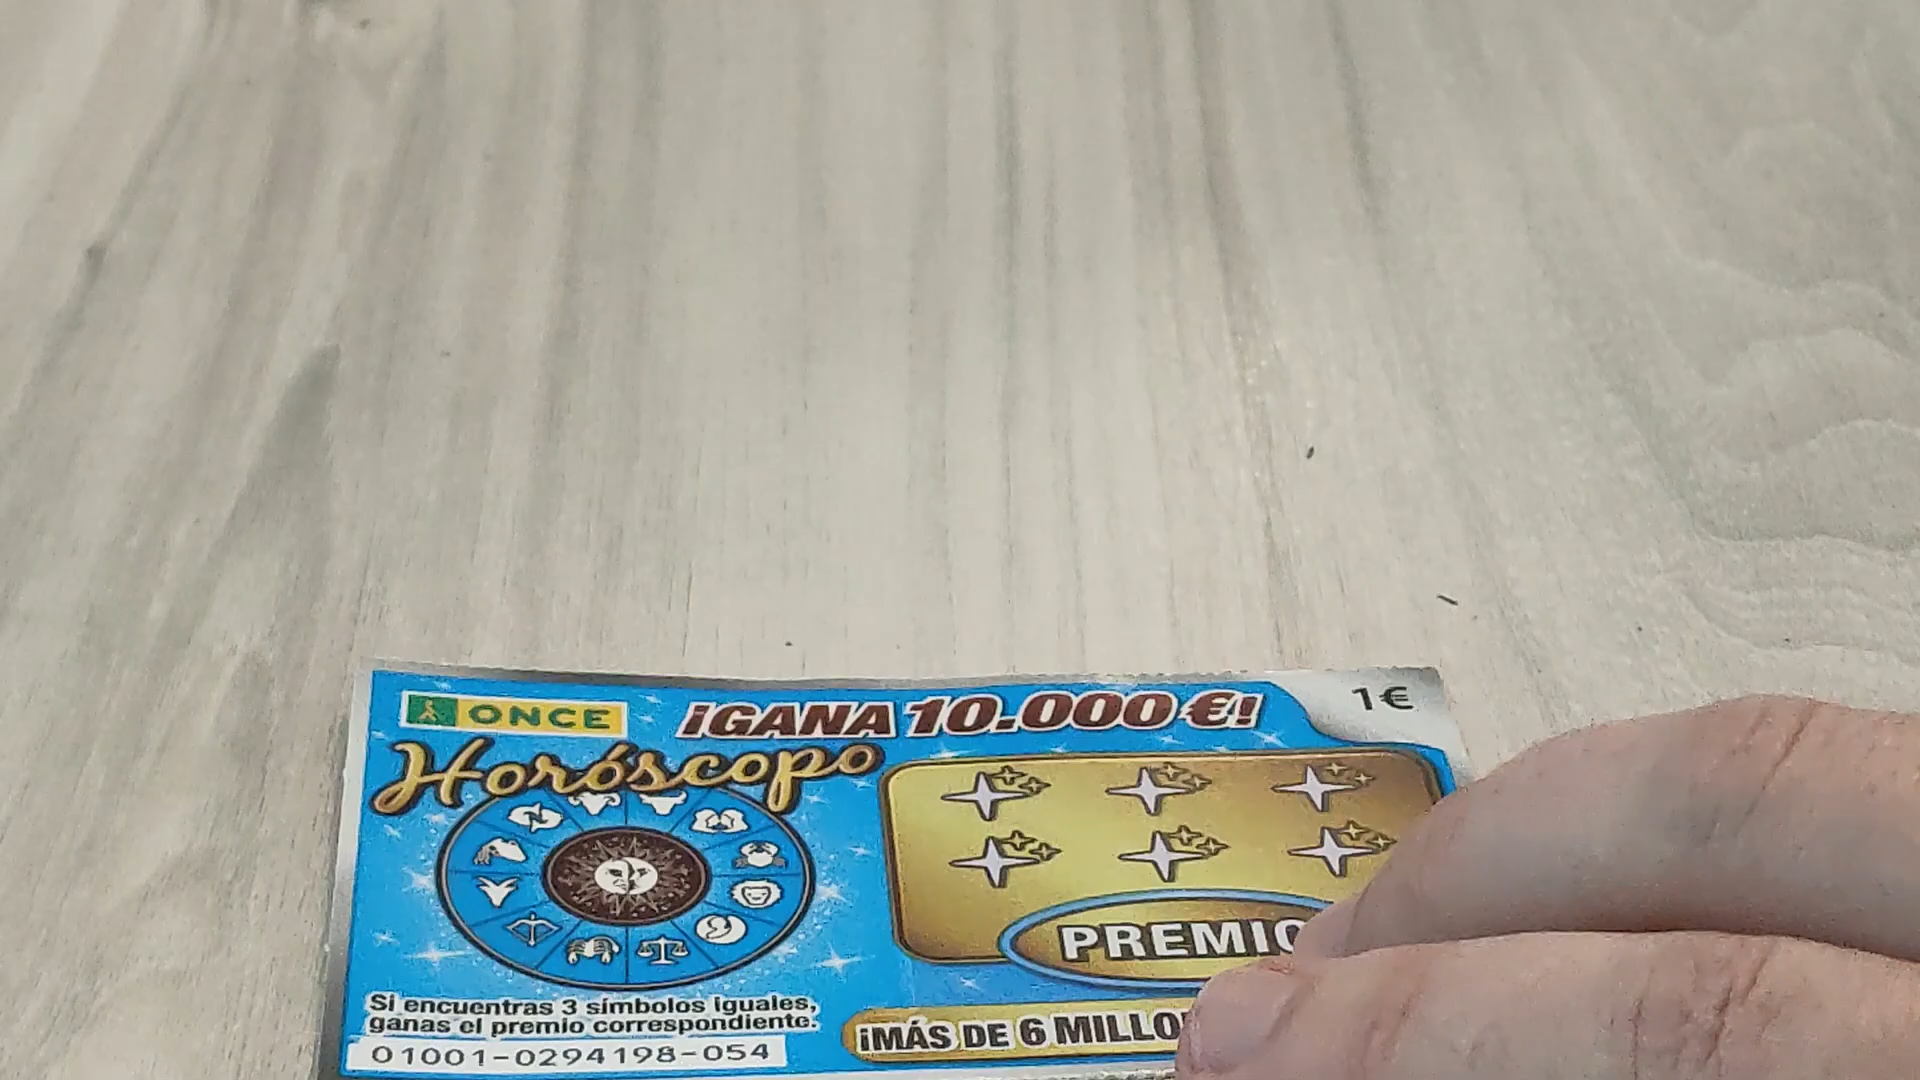 ONCE
¡GANA 10.000 €!
1€
Horóscopo
PREMIO
Si encuentras 3 símbolos iguales,
ganas el premio correspondiente.
¡MÁS DE 6 MILLO
01001-0294198-054